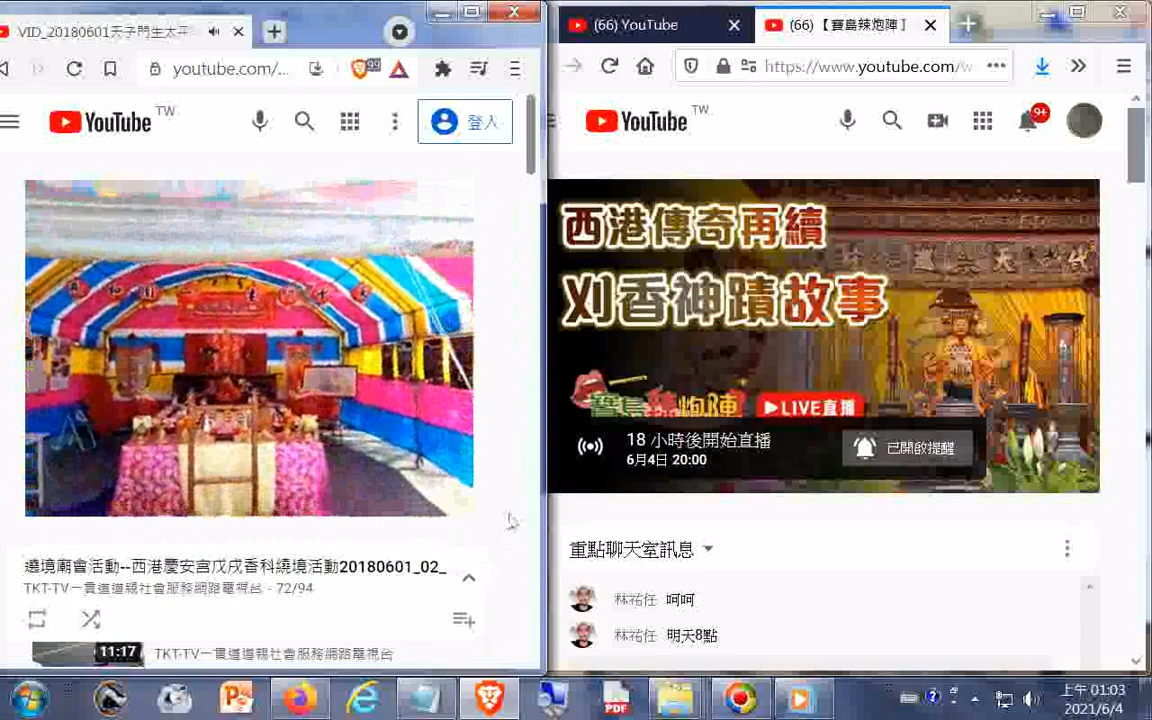 VID_20180601天子門生太平
(66) YouTube
(66)【寶島辣炮陣】
youtube.com/...
99
https://www.youtube.com/w
YouTube TW
登入
YouTube TW
9+
西港傳奇再續
刈香神蹟故事
寶島辣炮陣
LIVE直播
18 小時後開始直播
6月4日 20:00
已開啟提醒
遶境廟會活動--西港慶安宮戊戌香科繞境活動20180601_02_
TKT-TV一貫道道親社會服務網路電視台 - 72/94
11:17
TKT-TV一貫道道親社會服務網路電視台
重點聊天室訊息
林祐任 呵呵
林祐任 明天8點
PDF
上午 01:03
2021/6/4